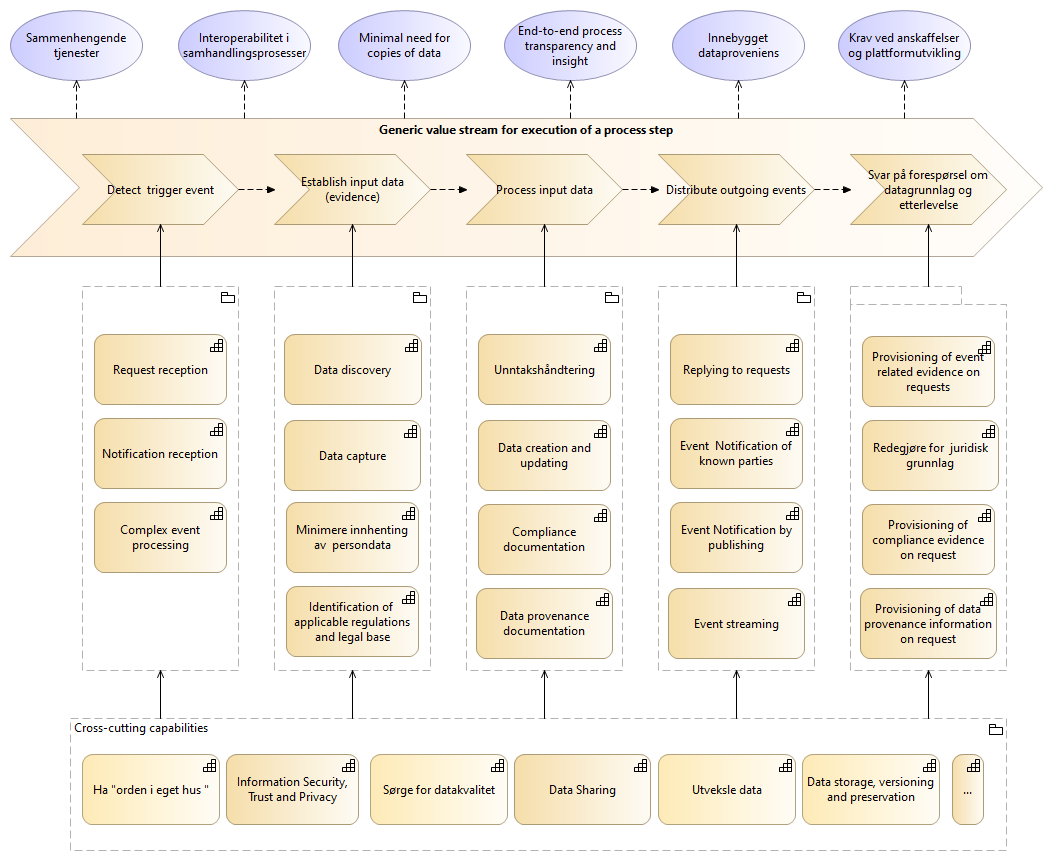 Sammenhengende
tjenester
Interoperabilitet i
samhandlingsprosesser
Minimal need for
copies of data
End-to-end process
transparency and
insight
Innebygget
dataproveniens
Krav ved anskaffelser
og plattformutvikling
Generic value stream for execution of a process step
Detect trigger event
Establish input data
(evidence)
Process input data
Distribute outgoing events
Svar på forespørsel om
datagrunnlag og
etterlevelse
Request reception
Notification reception
Complex event
processing
Data discovery
Data capture
Minimere innhenting
av persondata
Identification of
applicable regulations
and legal base
Unntakshåndtering
Data creation and
updating
Compliance
documentation
Data provenance
documentation
Replying to requests
Event Notification of
known parties
Event Notification by
publishing
Event streaming
Provisioning of event
related evidence on
requests
Redegjøre for juridisk
grunnlag
Provisioning of
compliance evidence
on request
Provisioning of data
provenance information
on request
Cross-cutting capabilities
Ha "orden i eget hus "
Information Security,
Trust and Privacy
Sørge for datakvalitet
Data Sharing
Utveksle data
Data storage, versioning
and preservation
...